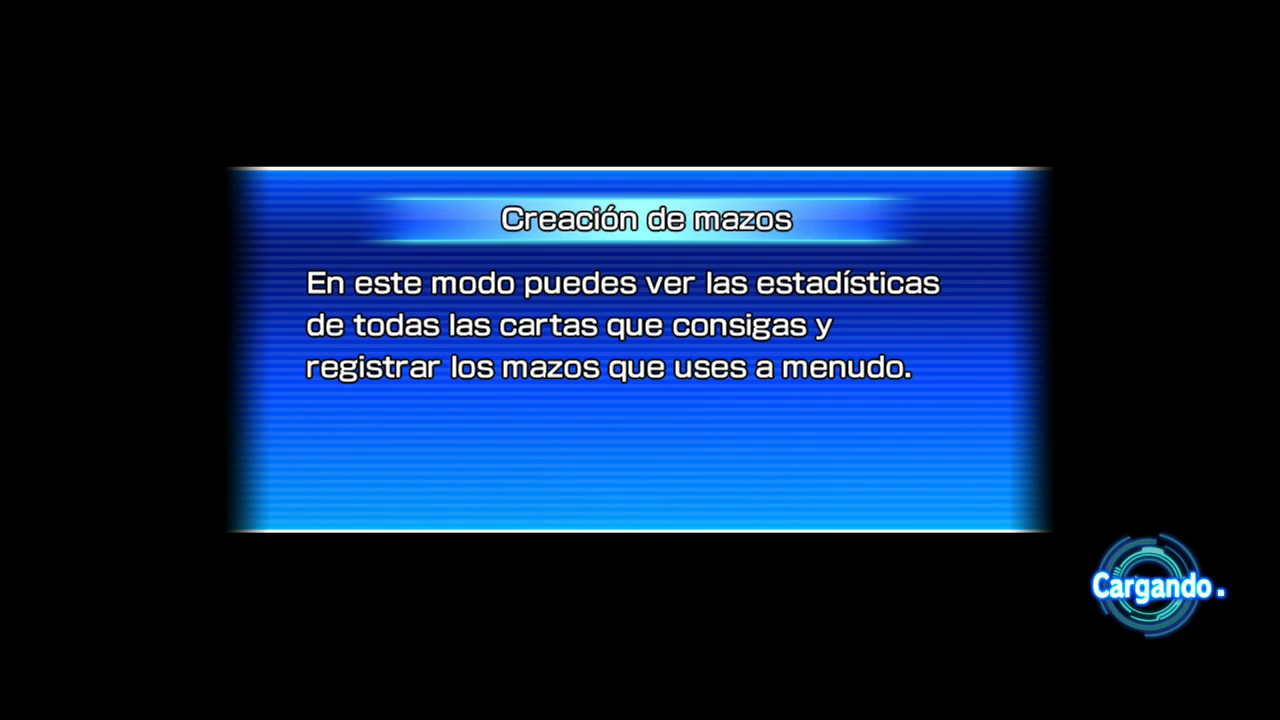 Creación de mazos
En este modo puedes ver las estadísticas
de todas las cartas que consigas y
registrar los mazos que uses a menudo.
Cargando.